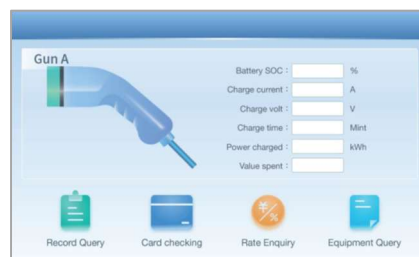 Gun A
Battery SOC : %
Charge current : A
Charge volt : V
Charge time : Mint
Power charged : kWh
Value spent :
¥/%
Record Query Card checking Rate Enquiry Equipment Query